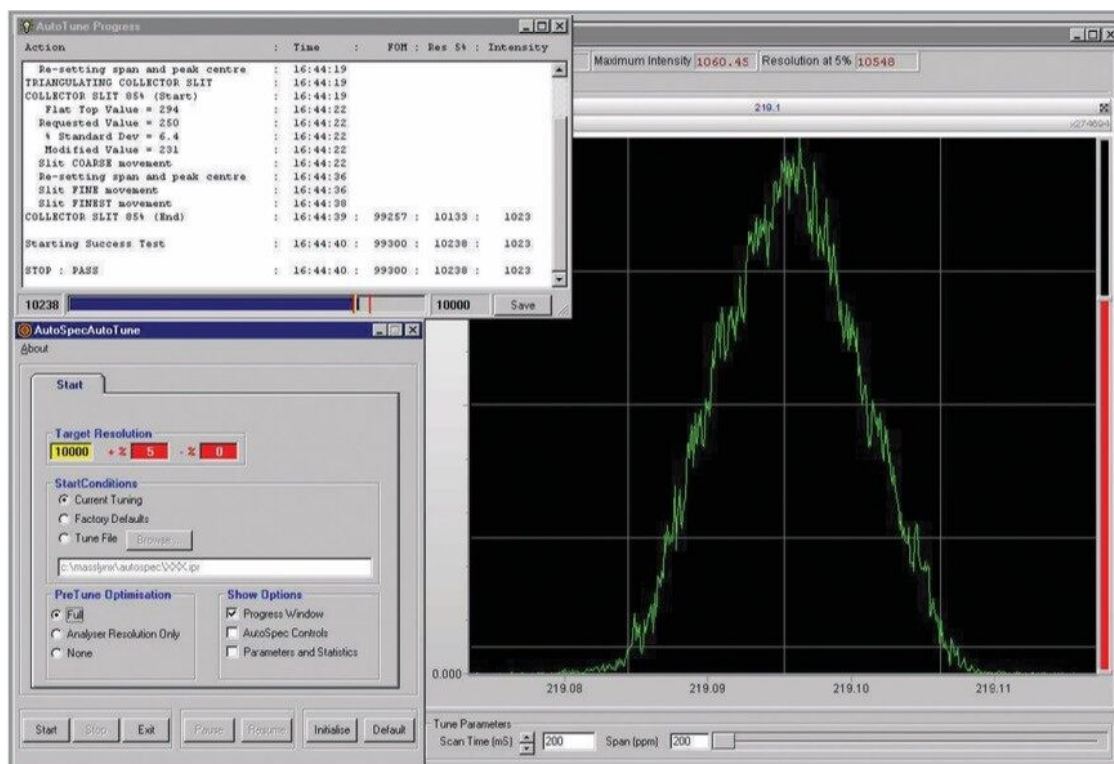 AutoTune Progress
Action : Time : FOM : Res 5% : Intensity
Re-setting span and peak centre : 16:44:19
TRIANGULATING COLLECTOR SLIT : 16:44:19
COLLECTOR SLIT 85% (Start) : 16:44:19
Flat Top Value = 294 : 16:44:22
Requested Value = 250 : 16:44:22
% Standard Dev = 6.4 : 16:44:22
Modified Value = 231 : 16:44:22
Slit COARSE movement : 16:44:22
Re-setting span and peak centre : 16:44:36
Slit FINE movement : 16:44:36
Slit FINEST movement : 16:44:38
COLLECTOR SLIT 85% (End) : 16:44:39 : 99257 : 10133 : 1023
Starting Success Test : 16:44:40 : 99300 : 10238 : 1023
STOP : PASS : 16:44:40 : 99300 : 10238 : 1023
10238 10000 Save
Maximum Intensity 1060.45 Resolution at 5% 10548
219.1
x274694
AutoSpecAutoTune
About
Start
Target Resolution
10000 + % 5 - % 0
StartConditions
Current Tuning
Factory Defaults
Tune File Browse ...
c:\masslynx\autospec\XXX.ipr
PreTune Optimisation
Full
Analyser Resolution Only
None
Show Options
Progress Window
AutoSpec Controls
Parameters and Statistics
Start Stop Exit Pause Resume Initialise Default
0.000
219.08 219.09 219.10 219.11
Tune Parameters
Scan Time (mS) 200 Span (ppm) 200